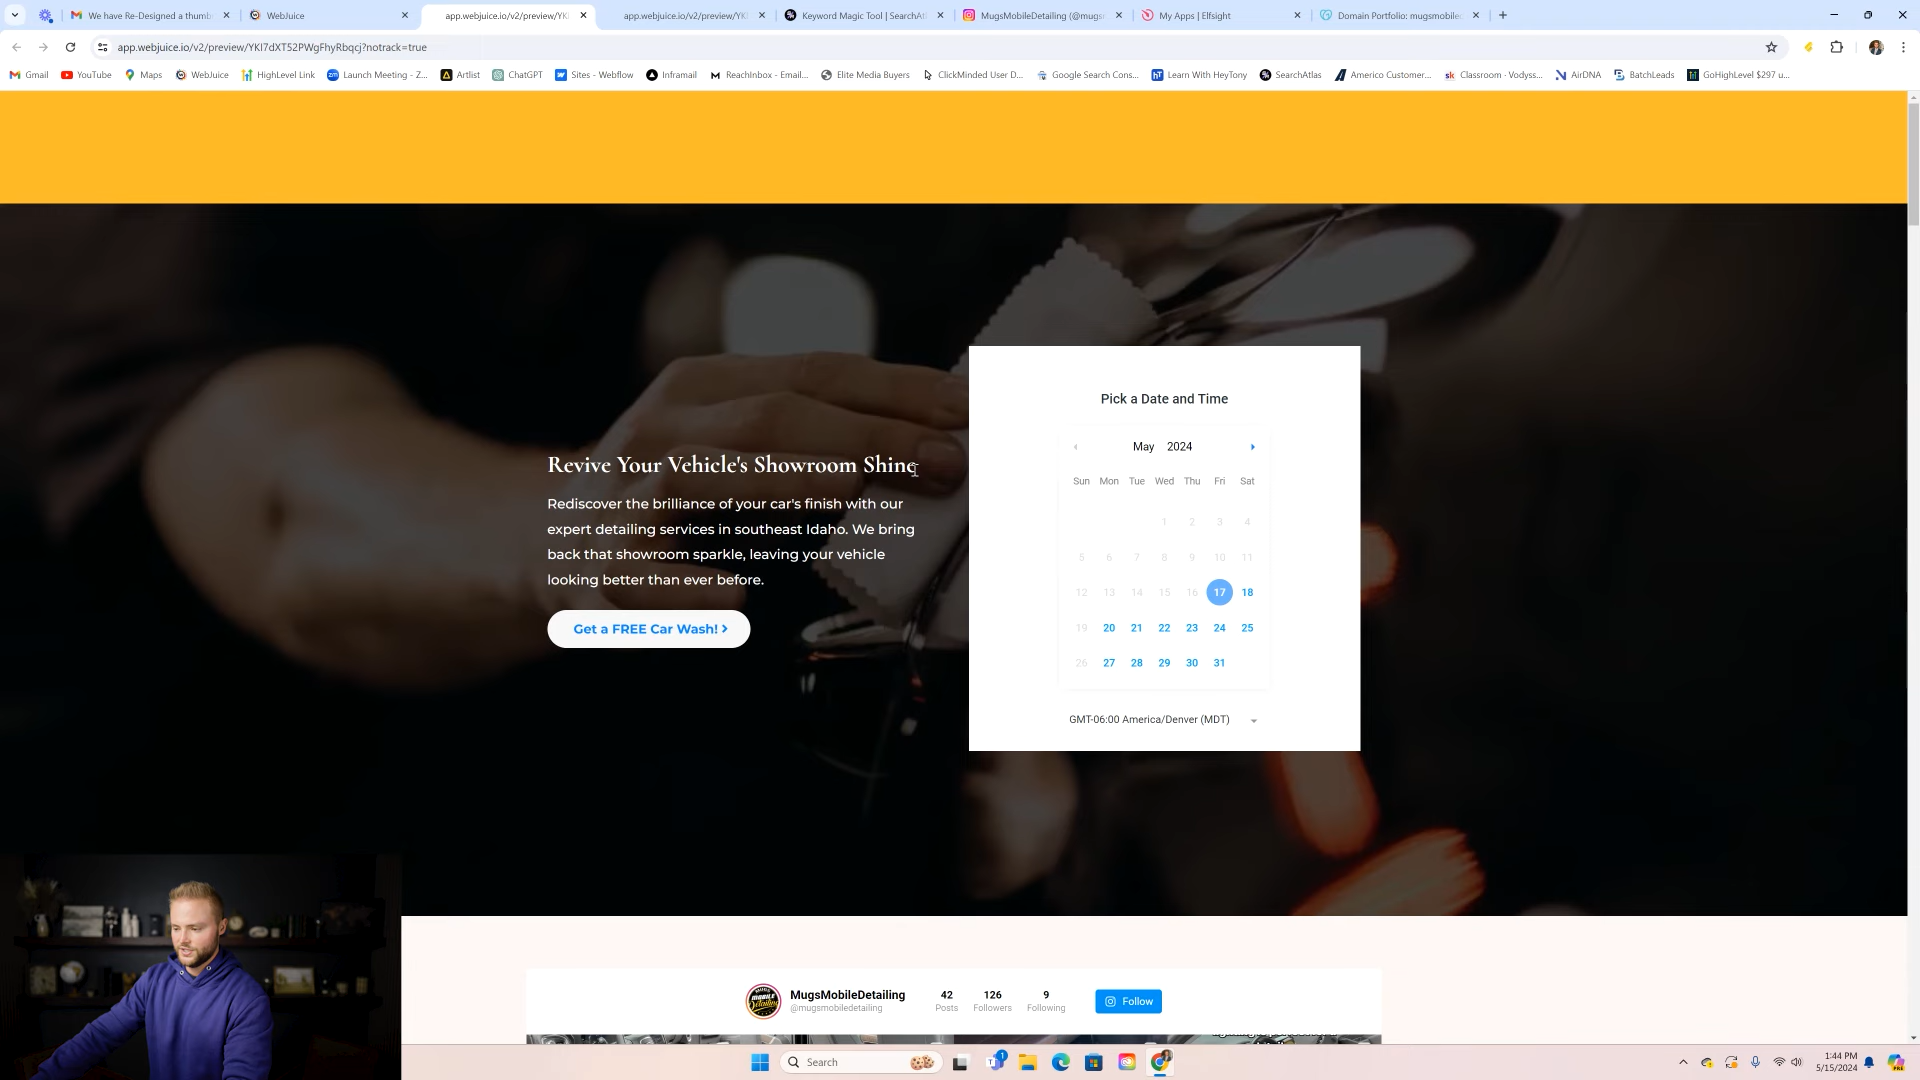 We have Re-Designed a thumb
WebJuice
app.webjuice.io/v2/preview/YKI
app.webjuice.io/v2/preview/YKI
Keyword Magic Tool | SearchAt
MugsMobileDetailing (@mugs
My Apps | Elfsight
Domain Portfolio: mugsmobile
app.webjuice.io/v2/preview/YKI7dXT52PWgFhyRbqcj?notrack=true
Gmail YouTube Maps WebJuice HighLevel Link Launch Meeting - Z... Artlist ChatGPT Sites - Webflow Inframail ReachInbox - Email... Elite Media Buyers ClickMinded User D... Google Search Cons... Learn With HeyTony SearchAtlas Americo Customer... Classroom · Vodyss... AirDNA BatchLeads GoHighLevel $297 u...
Revive Your Vehicle's Showroom Shine
Rediscover the brilliance of your car's finish with our
expert detailing services in southeast Idaho. We bring
back that showroom sparkle, leaving your vehicle
looking better than ever before.
Get a FREE Car Wash!
Pick a Date and Time
May 2024
Sun Mon Tue Wed Thu Fri Sat
1 2 3 4
5 6 7 8 9 10 11
12 13 14 15 16 17 18
19 20 21 22 23 24 25
26 27 28 29 30 31
GMT-06:00 America/Denver (MDT)
MugsMobileDetailing
@mugsmobiledetailing
42 126 9
Posts Followers Following
Follow
Search
1:44 PM
5/15/2024